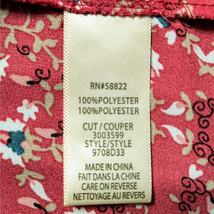 RN#58822
100%POLYESTER
100%POLYESTER
CUT / COUPER
3003599
STYLE/STYLE
9708D33
MADE IN CHINA
FAIT DANS LA CHINE
CARE ON REVERSE
NETTOYAGE AU REVERS